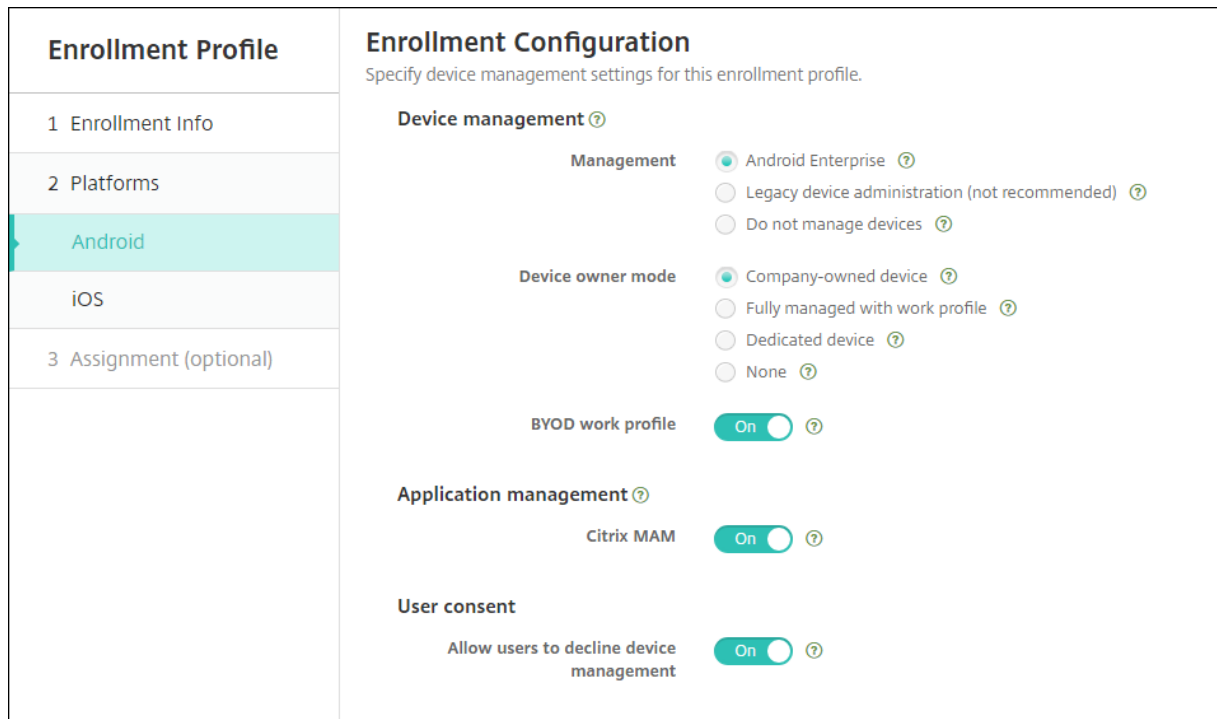 Enrollment Profile
1 Enrollment Info
2 Platforms
Android
iOS
3 Assignment (optional)
Enrollment Configuration
Specify device management settings for this enrollment profile.
Device management ?
Management
Android Enterprise ?
Legacy device administration (not recommended) ?
Do not manage devices ?
Device owner mode
Company-owned device ?
Fully managed with work profile ?
Dedicated device ?
None ?
BYOD work profile
On ?
Application management ?
Citrix MAM
On ?
User consent
Allow users to decline device
management
On ?